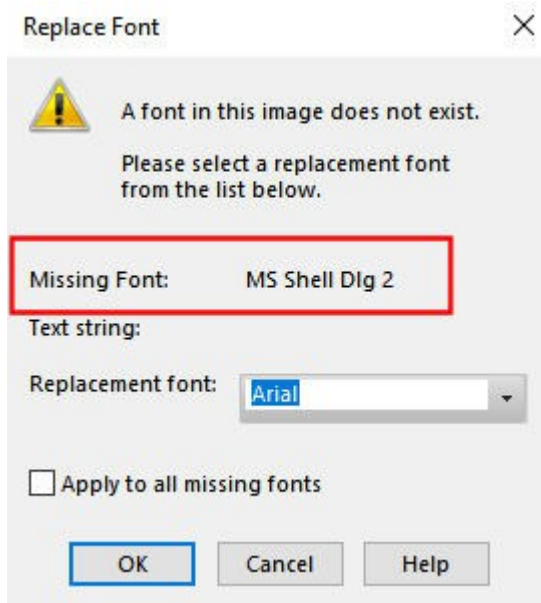 Replace Font
A font in this image does not exist.
Please select a replacement font
from the list below.
Missing Font: MS Shell Dlg 2
Text string:
Replacement font: Arial
Apply to all missing fonts
OK Cancel Help